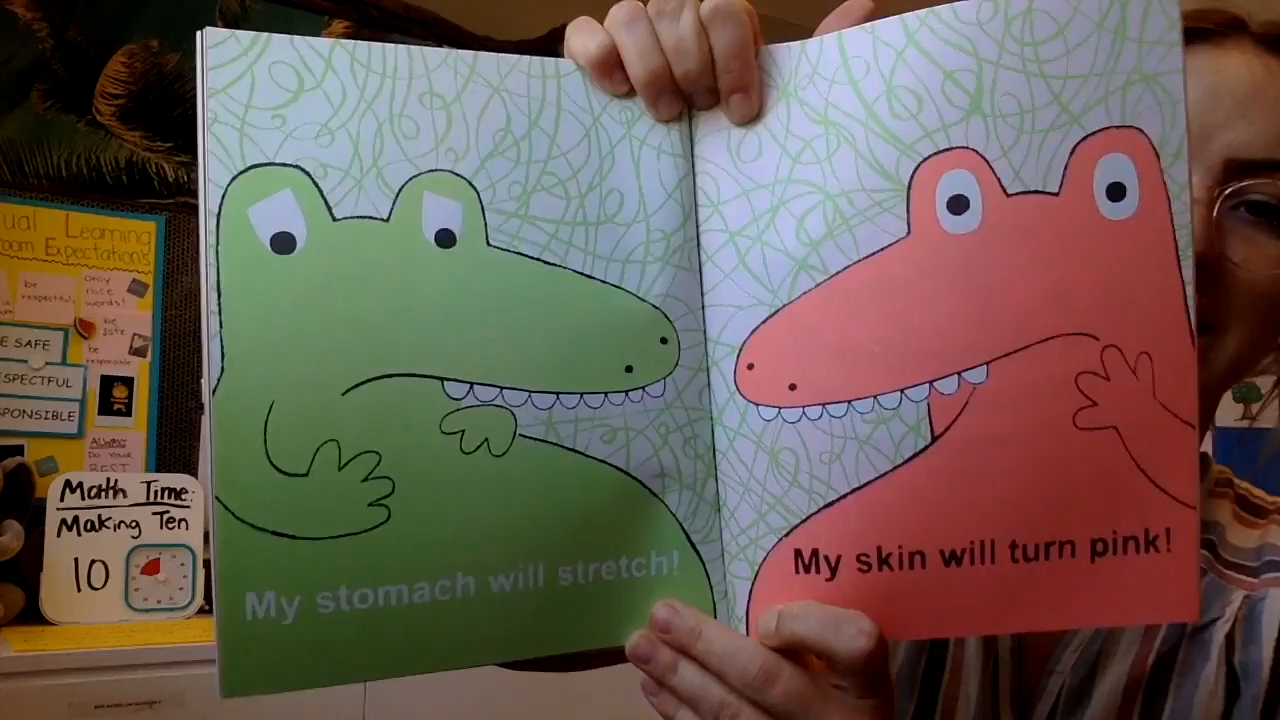 ual Learning
room Expectations
be
respectful
only
nice
words!
be
safe
be
responsible
E SAFE
ESPECTFUL
SPONSIBLE
ALWAYS
DO YOUR
BEST
Math Time:
Making Ten
10
My stomach will stretch!
My skin will turn pink!